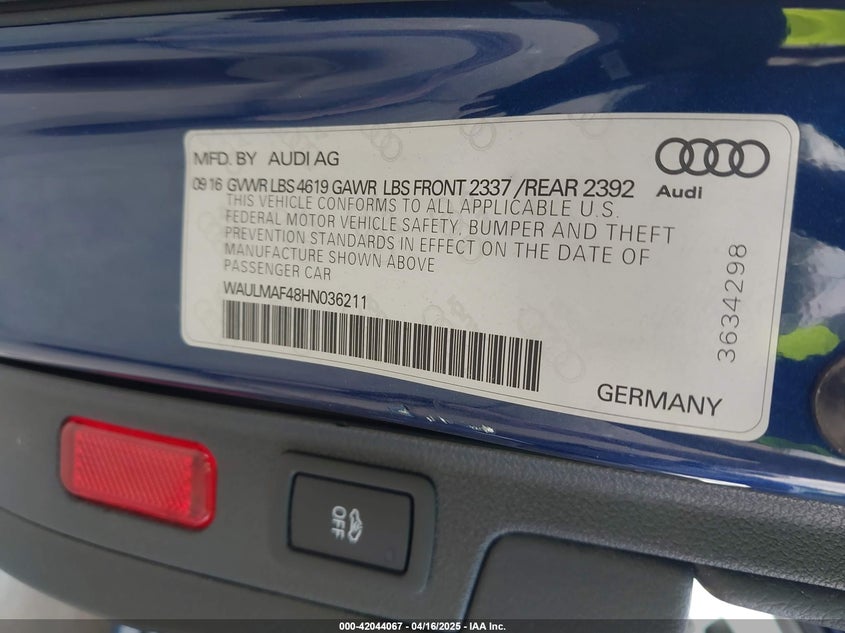 MFD. BY AUDI AG
09 16 GVWR LBS 4619 GAWR LBS FRONT 2337 /REAR 2392
THIS VEHICLE CONFORMS TO ALL APPLICABLE U.S.
FEDERAL MOTOR VEHICLE SAFETY, BUMPER AND THEFT
PREVENTION STANDARDS IN EFFECT ON THE DATE OF
MANUFACTURE SHOWN ABOVE
PASSENGER CAR
WAULMAF48HN036211
Audi
3634298
GERMANY
OFF
000-42044067 - 04/16/2025 - IAA Inc.